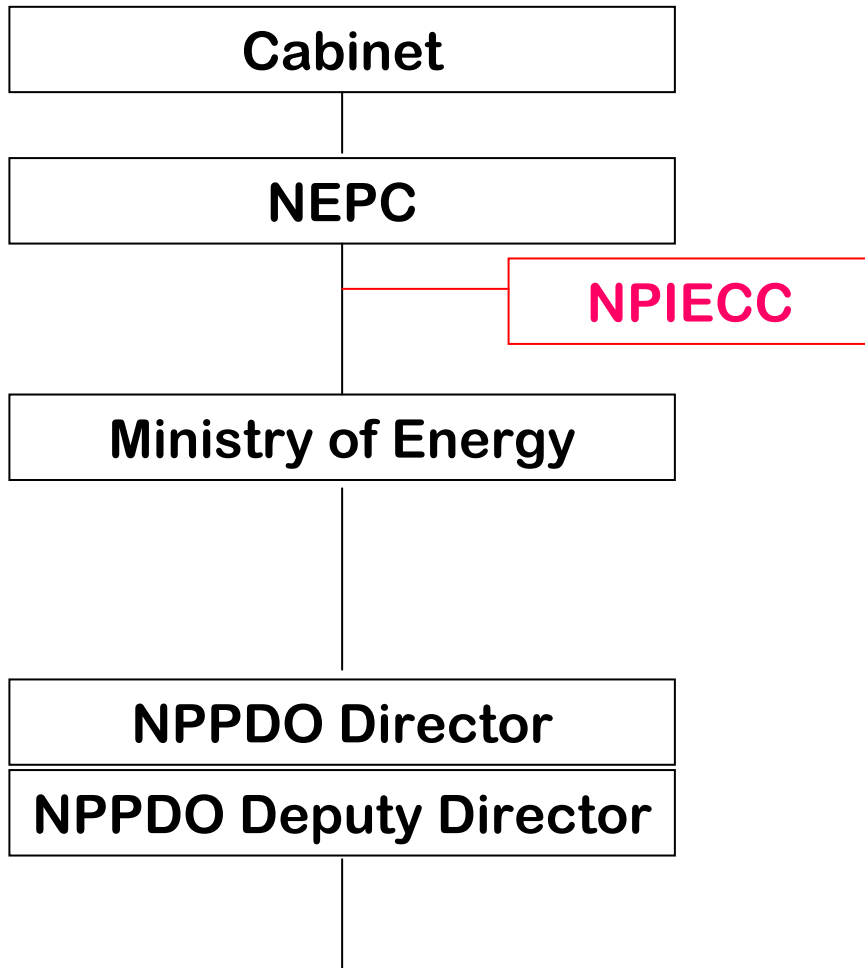 Cabinet
NEPC
NPIECC
Ministry of Energy
NPPDO Director
NPPDO Deputy Director